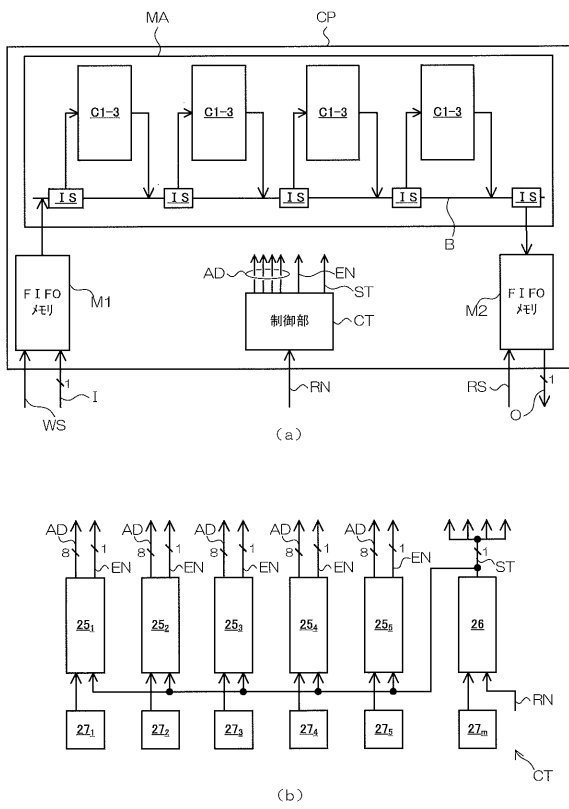 MA
CP
C1-3 C1-3 C1-3 C1-3
IS IS IS IS IS
B
FIFO
メモリ
M1
AD
EN
ST
制御部
CT
M2
FIFO
メモリ
WS
1
I
RN
RS
1
O
(a)
AD AD AD AD AD
8 1 8 1 8 1 8 1 8 1 1
EN EN EN EN EN ST
25₁ 25₂ 25₃ 25₄ 25₅ 26
RN
27₁ 27₂ 27₃ 27₄ 27₅ 27ₘ
CT
(b)